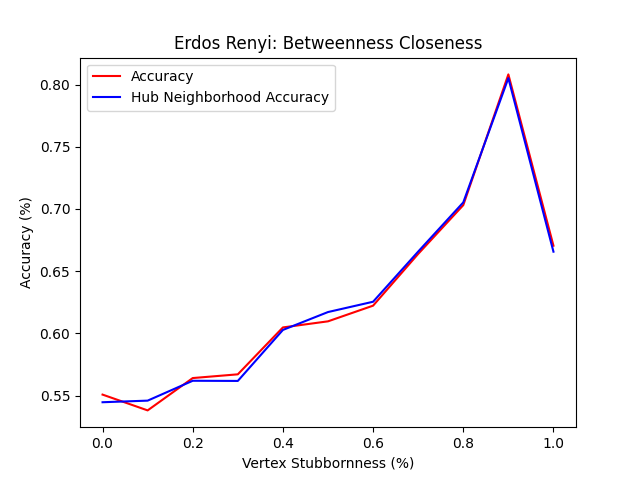 Erdos Renyi: Betweenness Closeness
Accuracy
Hub Neighborhood Accuracy
Accuracy (%)
0.80
0.75
0.70
0.65
0.60
0.55
0.0 0.2 0.4 0.6 0.8 1.0
Vertex Stubbornness (%)